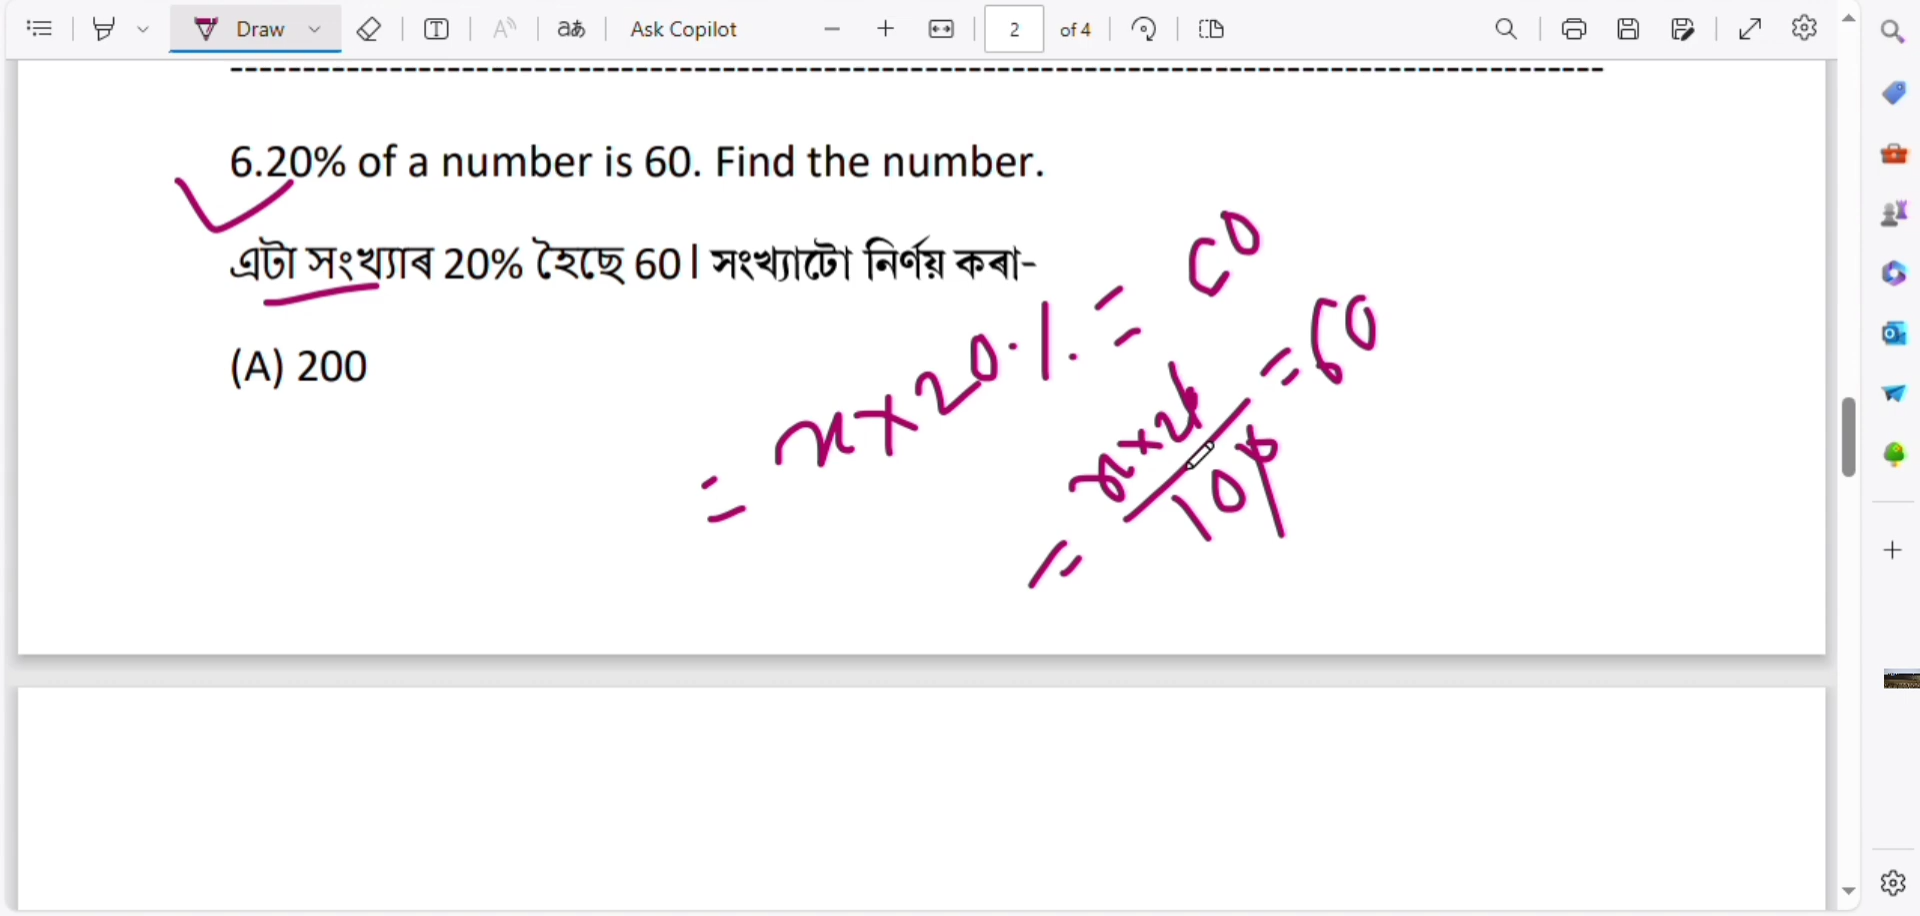 Draw
Ask Copilot
2 of 4
6.20% of a number is 60. Find the number.
এটা সংখ্যাৰ 20% হৈছে 60। সংখ্যাটো নিৰ্ণয় কৰা-
(A) 200
= x × 20% = 60
= x × 20 / 100 = 60